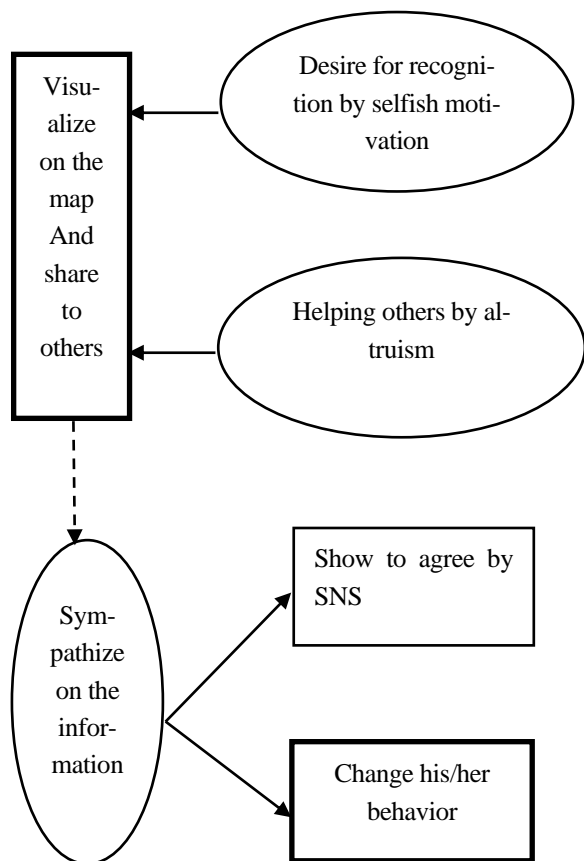 Visu-
alize
on the
map
And
share
to
others
Desire for recogni-
tion by selfish moti-
vation
Helping others by al-
truism
Sym-
pathize
on the
infor-
mation
Show to agree by
SNS
Change his/her
behavior